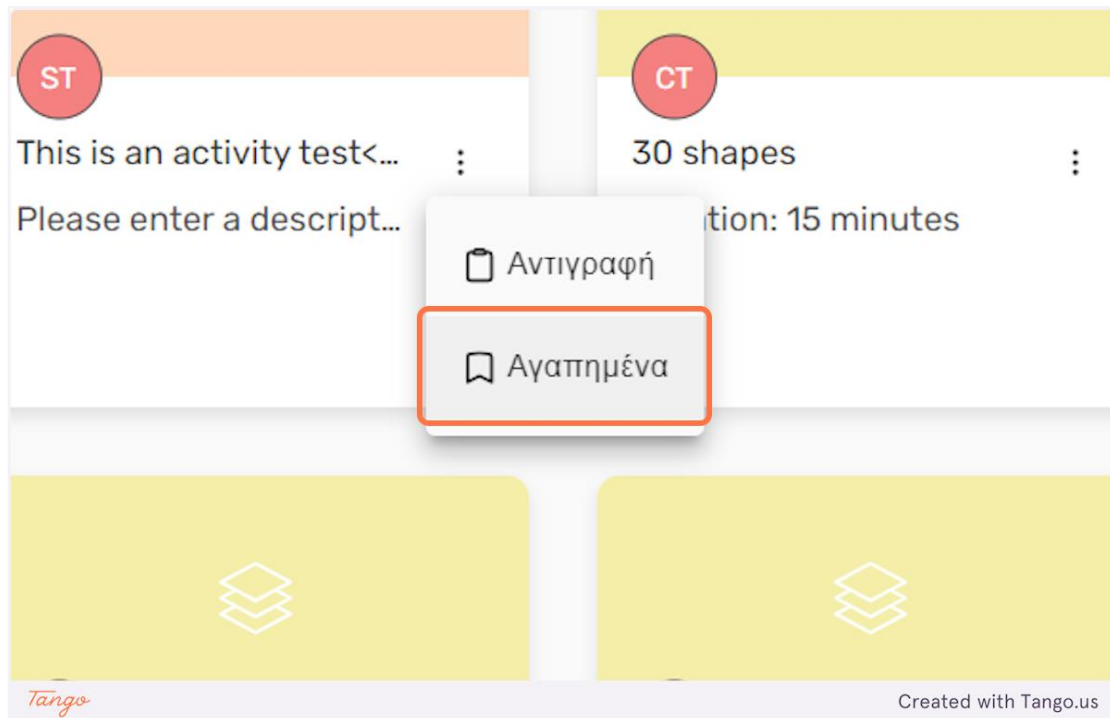 ST
CT
This is an activity test<...
30 shapes
Please enter a descript...
tion: 15 minutes
Αντιγραφή
Αγαπημένα
Tango
Created with Tango.us